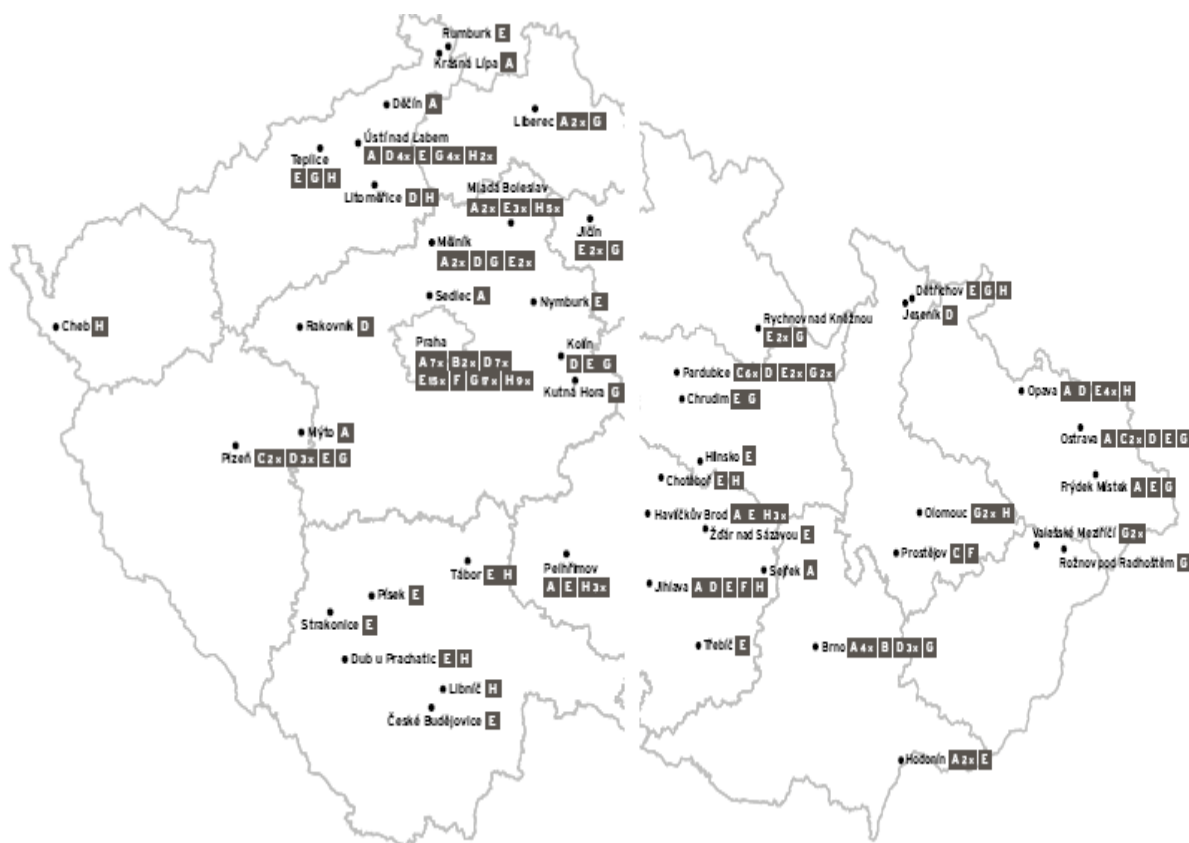 Rumburk E
Krásná Lípa A
Děčín A
Liberec A 2x G
Ústí nad Labem
A D 4x E G 4x H 2x
Teplice
E G H
Litoměřice D H
Mladá Boleslav
A 2x E 3x H 5x
Jičín
E 2x G
Mělník
A 2x D G E 2x
Sedlec A
Nymburk E
Cheb H
Rakovník D
Praha
A 7x B 2x D 7x
E 15x F G 17x H 9x
Kolín
D E G
Kutná Hora G
Mýto A
Plzeň C 2x D 3x E G
Tábor E H
Pelhřimov
A E H 3x
Písek E
Strakonice E
Dub u Prachatic E H
Libníč H
České Budějovice E
Dětřichov E G H
Jeseník D
Rychnov nad Kněžnou
E 2x G
Pardubice C 6x D E 2x G 2x
Chrudim E G
Opava A D E 4x H
Ostrava A C 2x D E G
Hlinsko E
Chotěboř E H
Frýdek Místek A E G
Havlíčkův Brod A E H 3x
Žďár nad Sázavou E
Olomouc G 2x H
Valešské Meziříčí G 2x
Prostějov C F
Rožnov pod Radhoštěm G
Sejřek A
Jihlava A D E F H
Třebíč E
Brno A 4x B D 3x G
Hodonín A 2x E